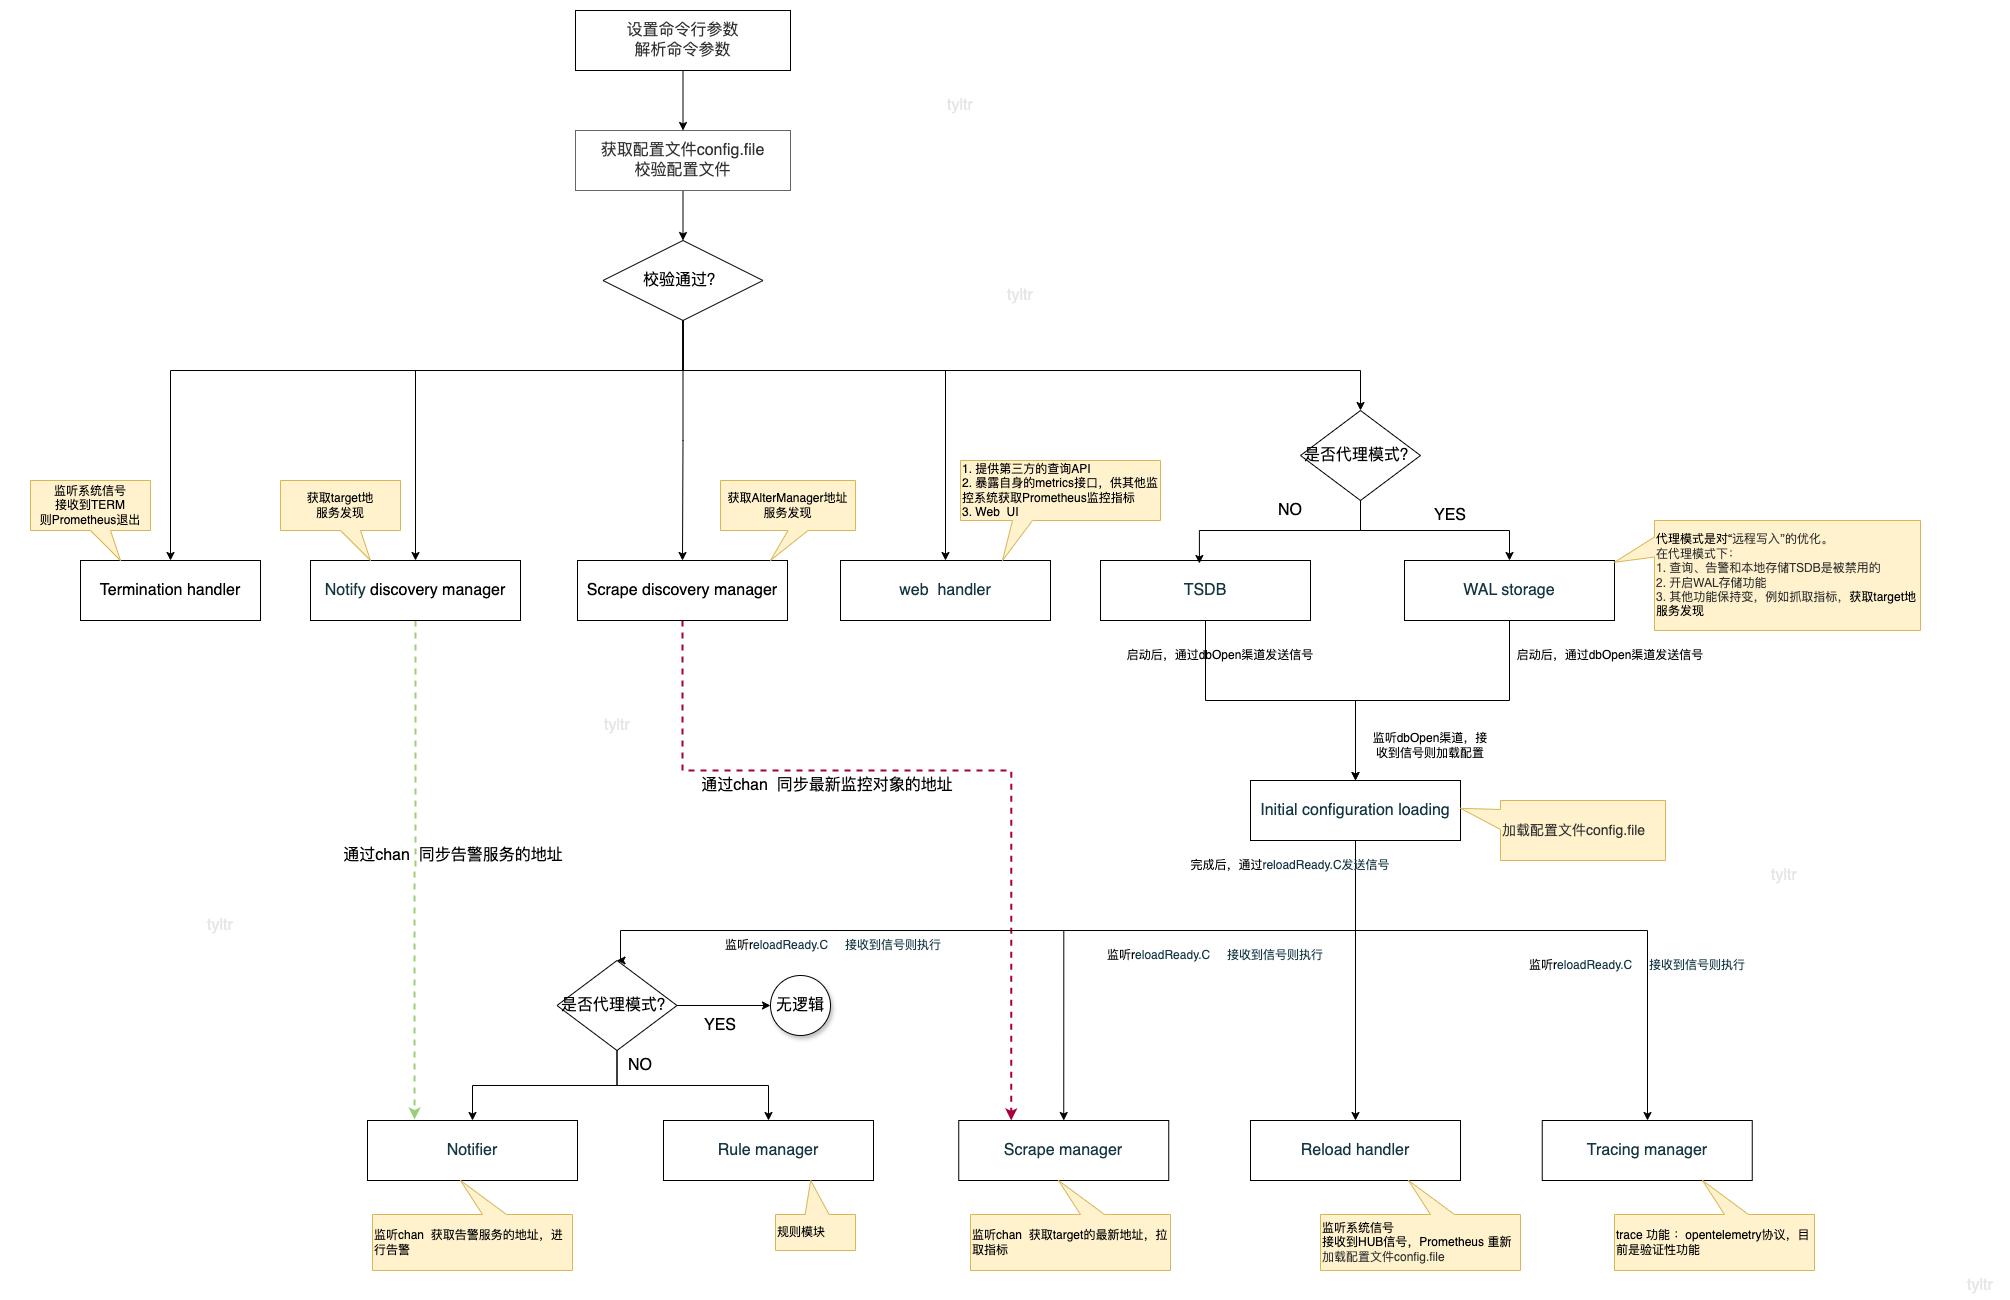 设置命令行参数
解析命令参数
tyltr
获取配置文件config.file
校验配置文件
校验通过?
tyltr
是否代理模式?
NO
YES
监听系统信号
接收到TERM
则Prometheus退出
获取target地
服务发现
获取AlterManager地址
服务发现
1. 提供第三方的查询API
2. 暴露自身的metrics接口，供其他监
控系统获取Prometheus监控指标
3. Web UI
代理模式是对“远程写入”的优化。
在代理模式下：
1. 查询、告警和本地存储TSDB是被禁用的
2. 开启WAL存储功能
3. 其他功能保持变，例如抓取指标，获取target地
服务发现
Termination handler
Notify discovery manager
Scrape discovery manager
web handler
TSDB
WAL storage
启动后，通过dbOpen渠道发送信号
启动后，通过dbOpen渠道发送信号
tyltr
监听dbOpen渠道，接
收到信号则加载配置
通过chan 同步最新监控对象的地址
Initial configuration loading
加载配置文件config.file
通过chan 同步告警服务的地址
完成后，通过reloadReady.C发送信号
tyltr
tyltr
监听reloadReady.C 接收到信号则执行
监听reloadReady.C 接收到信号则执行
监听reloadReady.C 接收到信号则执行
是否代理模式?
YES
无逻辑
NO
Notifier
Rule manager
Scrape manager
Reload handler
Tracing manager
监听chan 获取告警服务的地址，进
行告警
规则模块
监听chan 获取target的最新地址，拉
取指标
监听系统信号
接收到HUB信号，Prometheus 重新
加载配置文件config.file
trace 功能： opentelemetry协议，目
前是验证性功能
tyltr